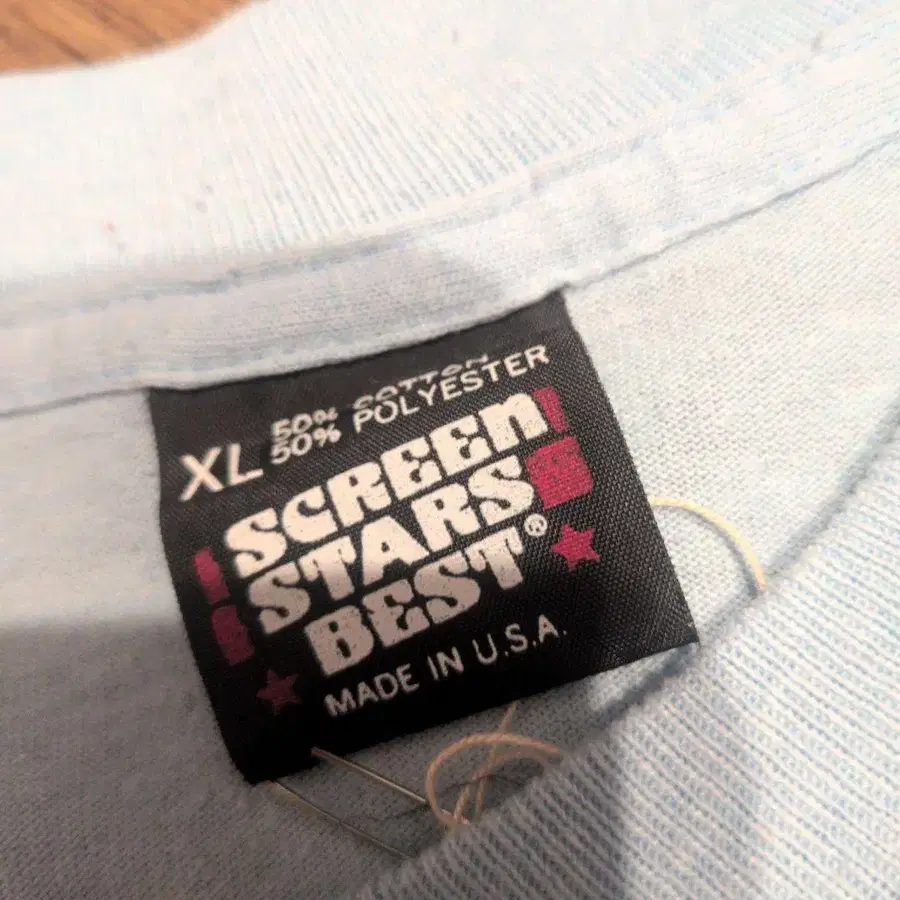 50% COTTON
XL 50% POLYESTER
SCREEN
STARS
BEST®
MADE IN U.S.A.